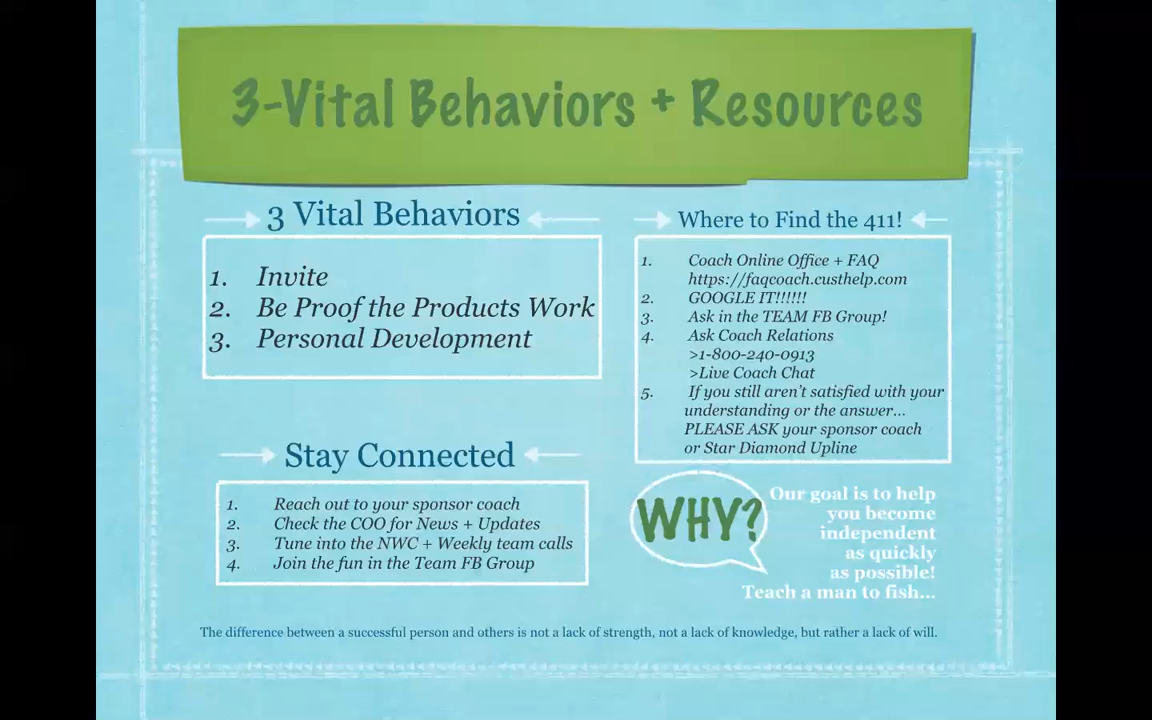 3-Vital Behaviors + Resources
3 Vital Behaviors
1. Invite
2. Be Proof the Products Work
3. Personal Development
Where to Find the 411!
1. Coach Online Office + FAQ
https://faqcoach.custhelp.com
2. GOOGLE IT!!!!!!
3. Ask in the TEAM FB Group!
4. Ask Coach Relations
>1-800-240-0913
>Live Coach Chat
5. If you still aren't satisfied with your
understanding or the answer...
PLEASE ASK your sponsor coach
or Star Diamond Upline
Stay Connected
1. Reach out to your sponsor coach
2. Check the COO for News + Updates
3. Tune into the NWC + Weekly team calls
4. Join the fun in the Team FB Group
WHY?
Our goal is to help
you become
independent
as quickly
as possible!
Teach a man to fish...
The difference between a successful person and others is not a lack of strength, not a lack of knowledge, but rather a lack of will.